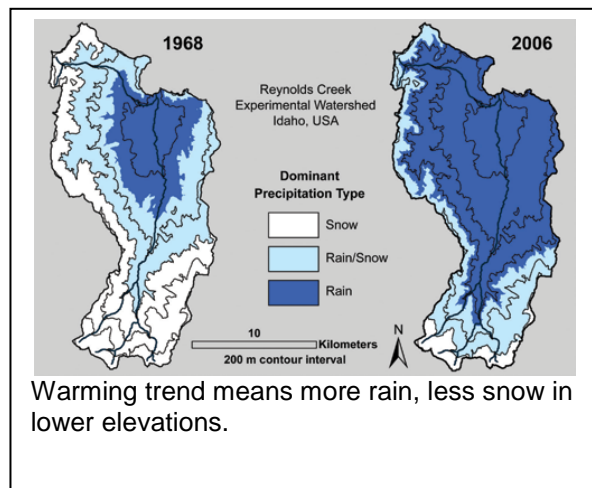 1968
2006
Reynolds Creek
Experimental Watershed
Idaho, USA
Dominant
Precipitation Type
Snow
Rain/Snow
Rain
10
Kilometers
200 m contour interval
N
Warming trend means more rain, less snow in
lower elevations.